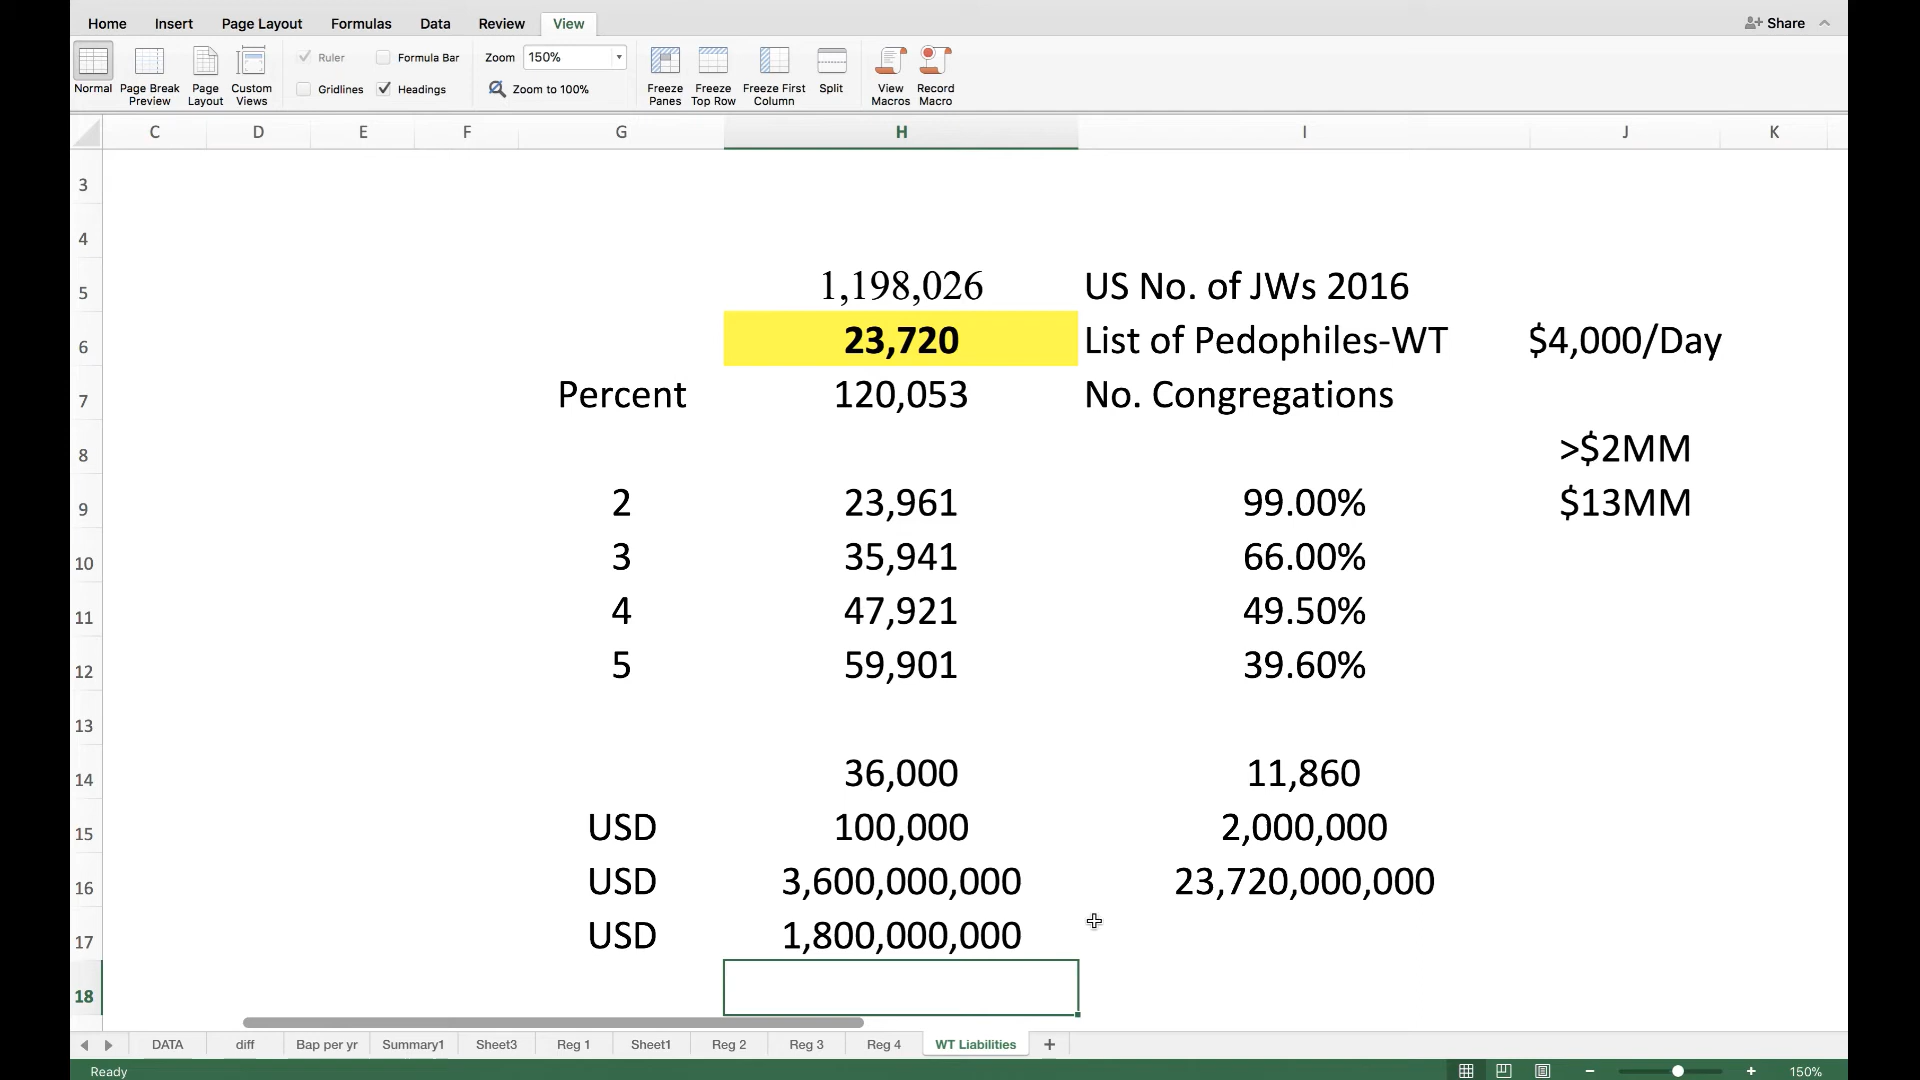 Home Insert Page Layout Formulas Data Review View Share
Ruler Formula Bar Zoom 150%
Normal Page Break Preview Page Layout Custom Views Gridlines Headings Zoom to 100% Freeze Panes Freeze Top Row Freeze First Column Split View Macros Record Macro
C D E F G H I J K
3
4
5 1,198,026 US No. of JWs 2016
6 23,720 List of Pedophiles-WT $4,000/Day
7 Percent 120,053 No. Congregations
8 >$2MM
9 2 23,961 99.00% $13MM
10 3 35,941 66.00%
11 4 47,921 49.50%
12 5 59,901 39.60%
13
14 36,000 11,860
15 USD 100,000 2,000,000
16 USD 3,600,000,000 23,720,000,000
17 USD 1,800,000,000
18
DATA diff Bap per yr Summary1 Sheet3 Reg 1 Sheet1 Reg 2 Reg 3 Reg 4 WT Liabilities +
Ready 150%